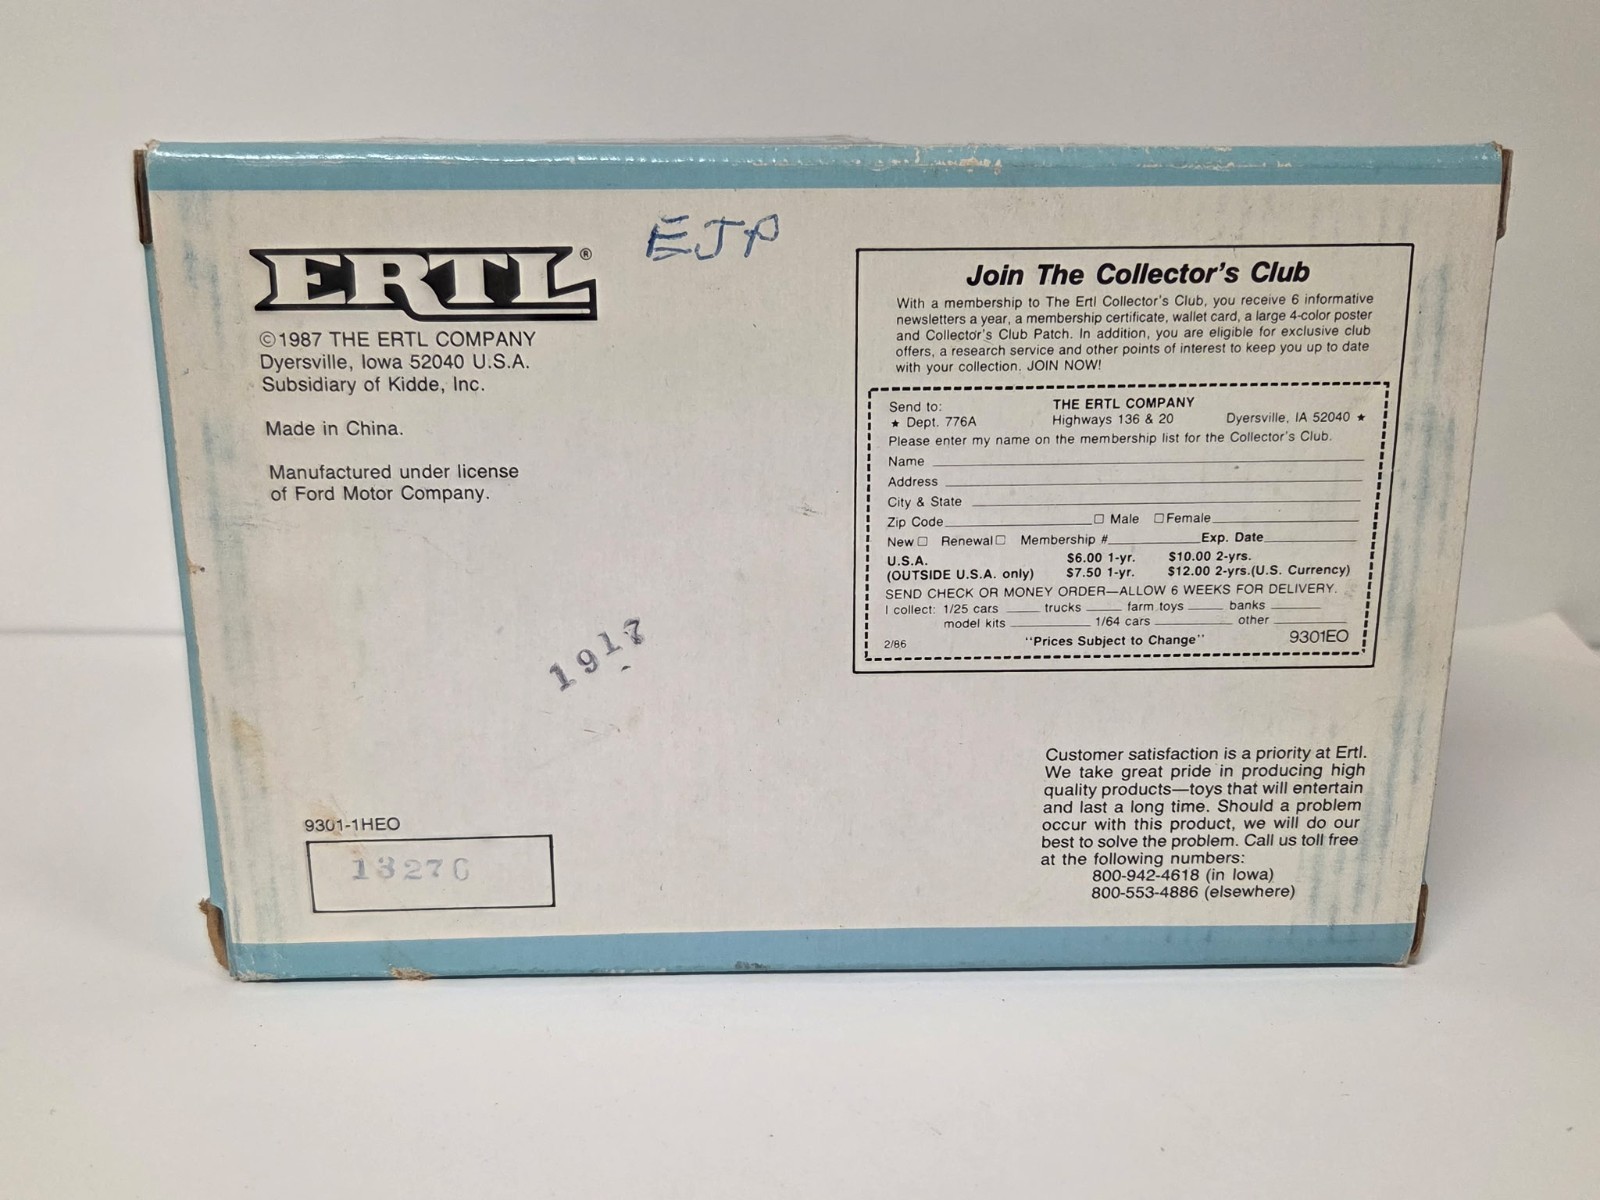 EJP
ERTL®
©1987 THE ERTL COMPANY
Dyersville, Iowa 52040 U.S.A.
Subsidiary of Kidde, Inc.
Made in China.
Manufactured under license
of Ford Motor Company.
1917
9301-1HEO
Join The Collector's Club
With a membership to The Ertl Collector's Club, you receive 6 informative
newsletters a year, a membership certificate, wallet card, a large 4-color poster
and Collector's Club Patch. In addition, you are eligible for exclusive club
offers, a research service and other points of interest to keep you up to date
with your collection. JOIN NOW!
Send to: THE ERTL COMPANY
★ Dept. 776A Highways 136 & 20 Dyersville, IA 52040 ★
Please enter my name on the membership list for the Collector's Club.
Name
Address
City & State
Zip Code □ Male □ Female
New □ Renewal □ Membership # Exp. Date
U.S.A. $6.00 1-yr. $10.00 2-yrs.
(OUTSIDE U.S.A. only) $7.50 1-yr. $12.00 2-yrs.(U.S. Currency)
SEND CHECK OR MONEY ORDER—ALLOW 6 WEEKS FOR DELIVERY.
I collect: 1/25 cars trucks farm toys banks
model kits 1/64 cars other
2/86 "Prices Subject to Change" 9301EO
Customer satisfaction is a priority at Ertl.
We take great pride in producing high
quality products—toys that will entertain
and last a long time. Should a problem
occur with this product, we will do our
best to solve the problem. Call us toll free
at the following numbers:
800-942-4618 (in Iowa)
800-553-4886 (elsewhere)